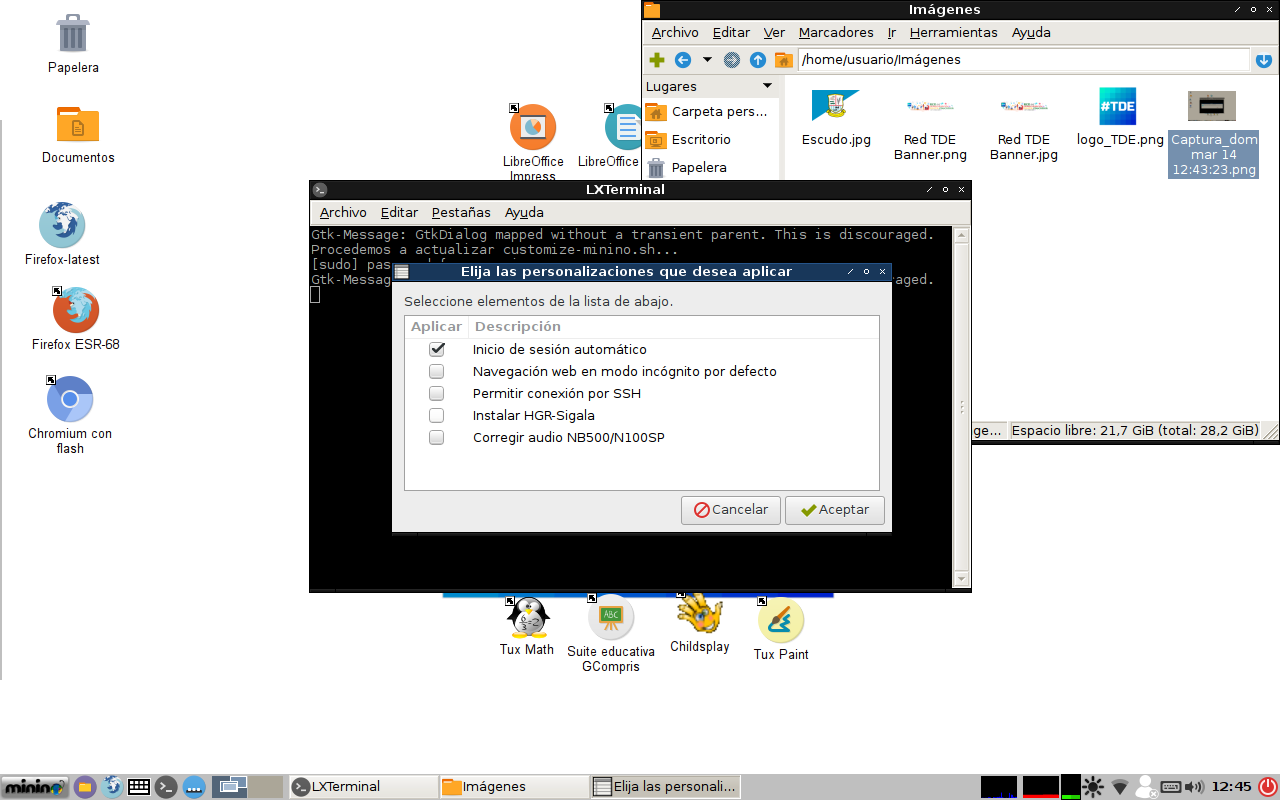 Papelera
Documentos
Firefox-latest
Firefox ESR-68
Chromium con
flash
LibreOffice
Impress
LibreOffice
Imágenes
Archivo Editar Ver Marcadores Ir Herramientas Ayuda
/home/usuario/Imágenes
Lugares
Carpeta pers...
Escritorio
Papelera
Escudo.jpg
Red TDE
Banner.png
Red TDE
Banner.jpg
#TDE
logo_TDE.png
Captura_dom
mar 14
12:43:23.png
ge...
Espacio libre: 21,7 GiB (total: 28,2 GiB)
LXTerminal
Archivo Editar Pestañas Ayuda
Gtk-Message: GtkDialog mapped without a transient parent. This is discouraged.
Procedemos a actualizar customize-minino.sh...
[sudo] pas
Gtk-Messag
raged.
Elija las personalizaciones que desea aplicar
Seleccione elementos de la lista de abajo.
Aplicar Descripción
Inicio de sesión automático
Navegación web en modo incógnito por defecto
Permitir conexión por SSH
Instalar HGR-Sigala
Corregir audio NB500/N100SP
Cancelar Aceptar
Tux Math
ABC
Suite educativa
GCompris
Childsplay
Tux Paint
minino
LXTerminal
Imágenes
Elija las personali...
12:45